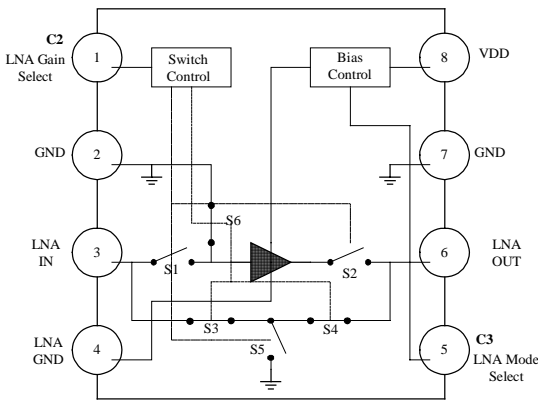 C2
LNA Gain
Select
1
Switch
Control
Bias
Control
8
VDD
GND
2
7
GND
S6
LNA
IN
3
S1
S2
6
LNA
OUT
S3
S4
LNA
GND
4
S5
5
C3
LNA Mode
Select